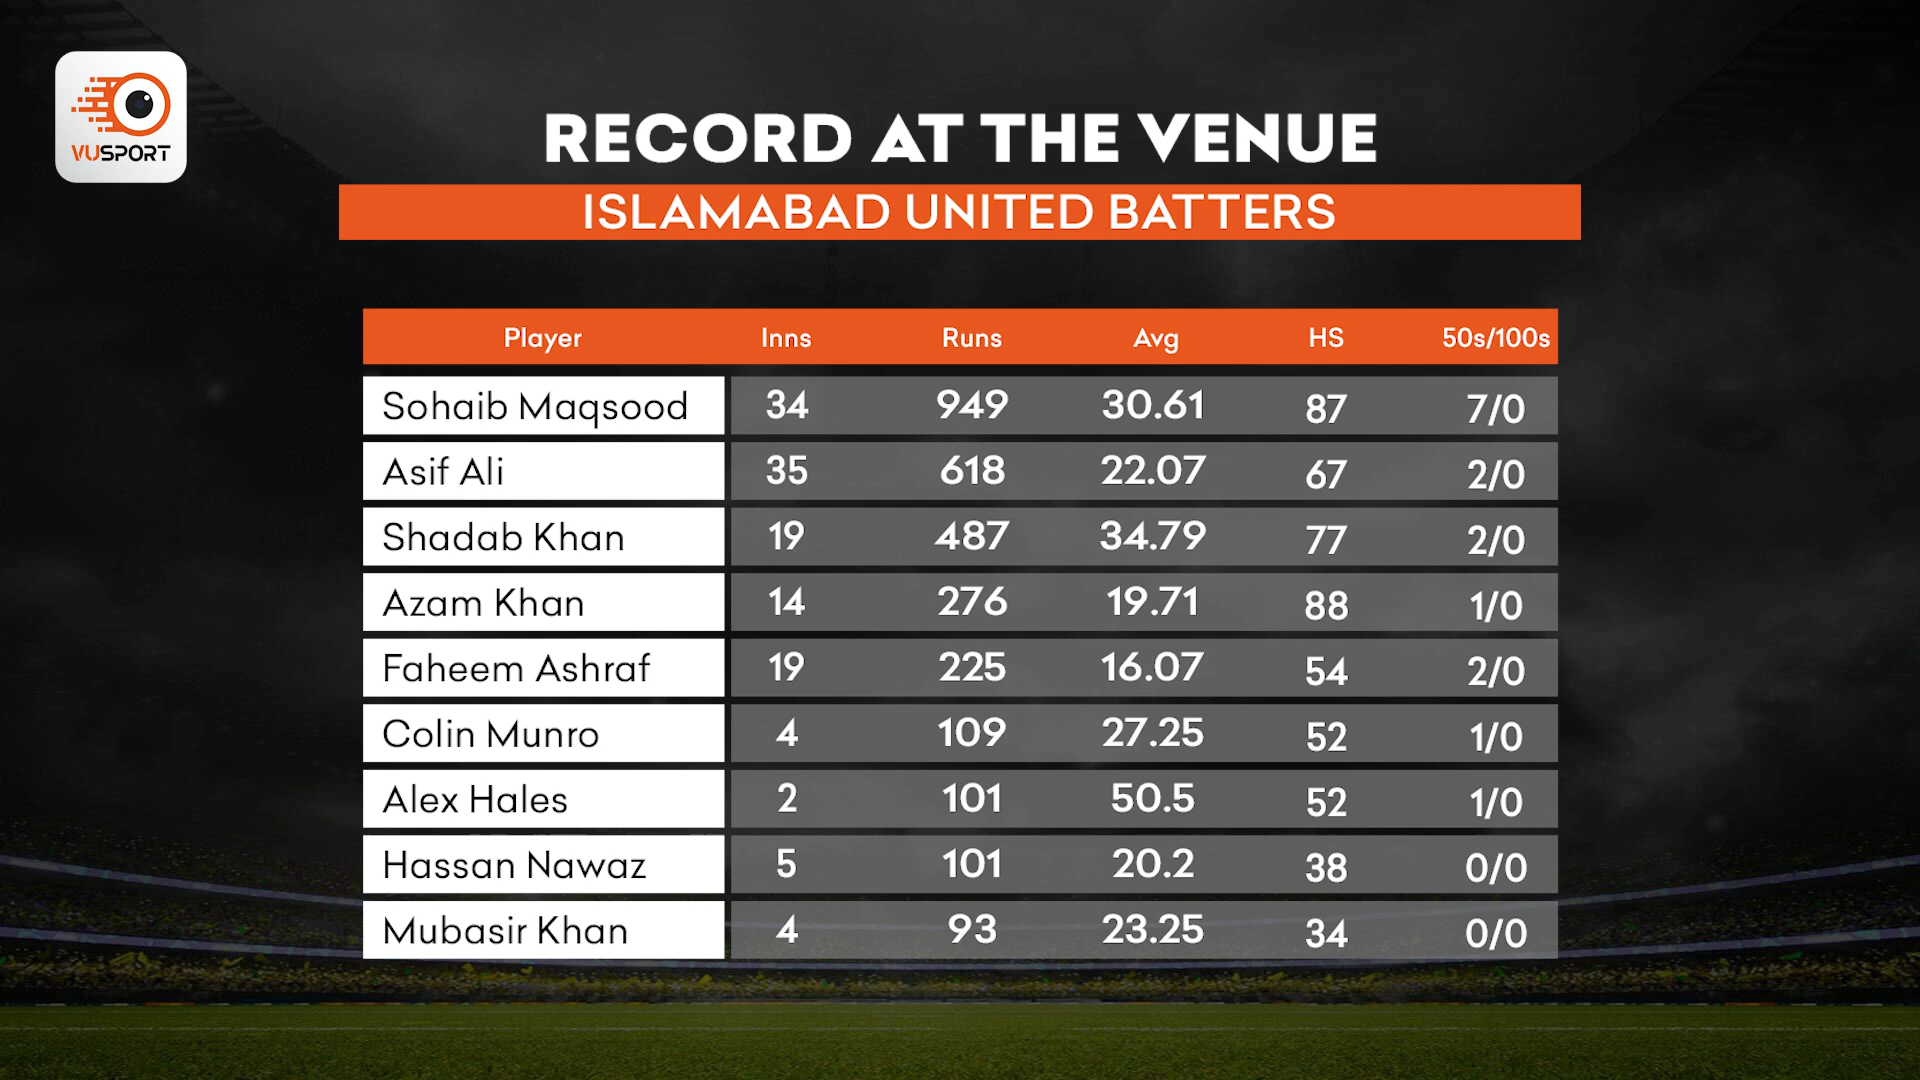 VUSPORT
RECORD AT THE VENUE
ISLAMABAD UNITED BATTERS
Player Inns Runs Avg HS 50s/100s
Sohaib Maqsood 34 949 30.61 87 7/0
Asif Ali 35 618 22.07 67 2/0
Shadab Khan 19 487 34.79 77 2/0
Azam Khan 14 276 19.71 88 1/0
Faheem Ashraf 19 225 16.07 54 2/0
Colin Munro 4 109 27.25 52 1/0
Alex Hales 2 101 50.5 52 1/0
Hassan Nawaz 5 101 20.2 38 0/0
Mubasir Khan 4 93 23.25 34 0/0